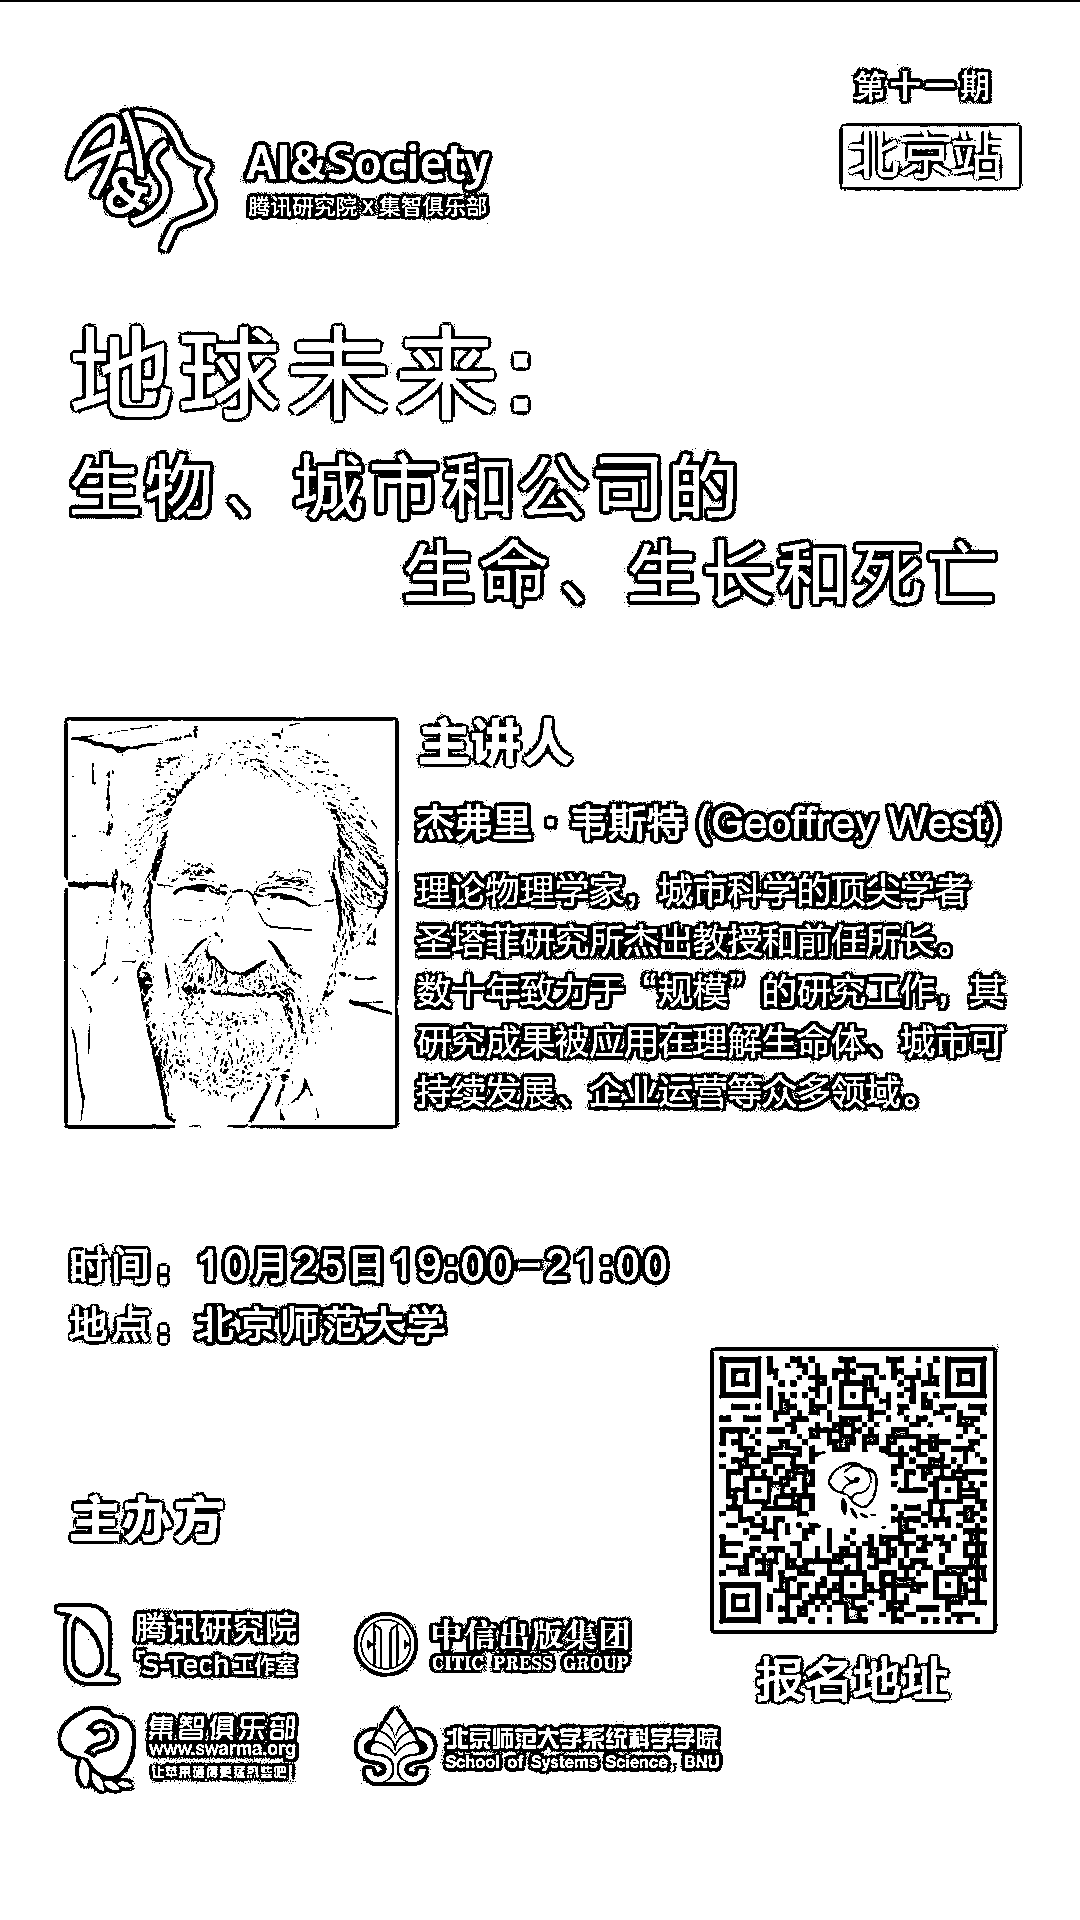 第十一期
北京站
AI&S
AI&Society
腾讯研究院 x 集智俱乐部
地球未来:
生物、城市和公司的
生命、生长和死亡
主讲人
杰弗里·韦斯特 (Geoffrey West)
理论物理学家，城市科学的顶尖学者
圣塔菲研究所杰出教授和前任所长。
数十年致力于“规模”的研究工作，其
研究成果被应用在理解生命体、城市可
持续发展、企业运营等众多领域。
时间：10月25日19:00-21:00
地点：北京师范大学
主办方
腾讯研究院
S-Tech工作室
CITIC
中信出版集团
CITIC PRESS GROUP
集智俱乐部
www.swarma.org
北京师范大学系统科学学院
School of Systems Science, BNU
报名地址